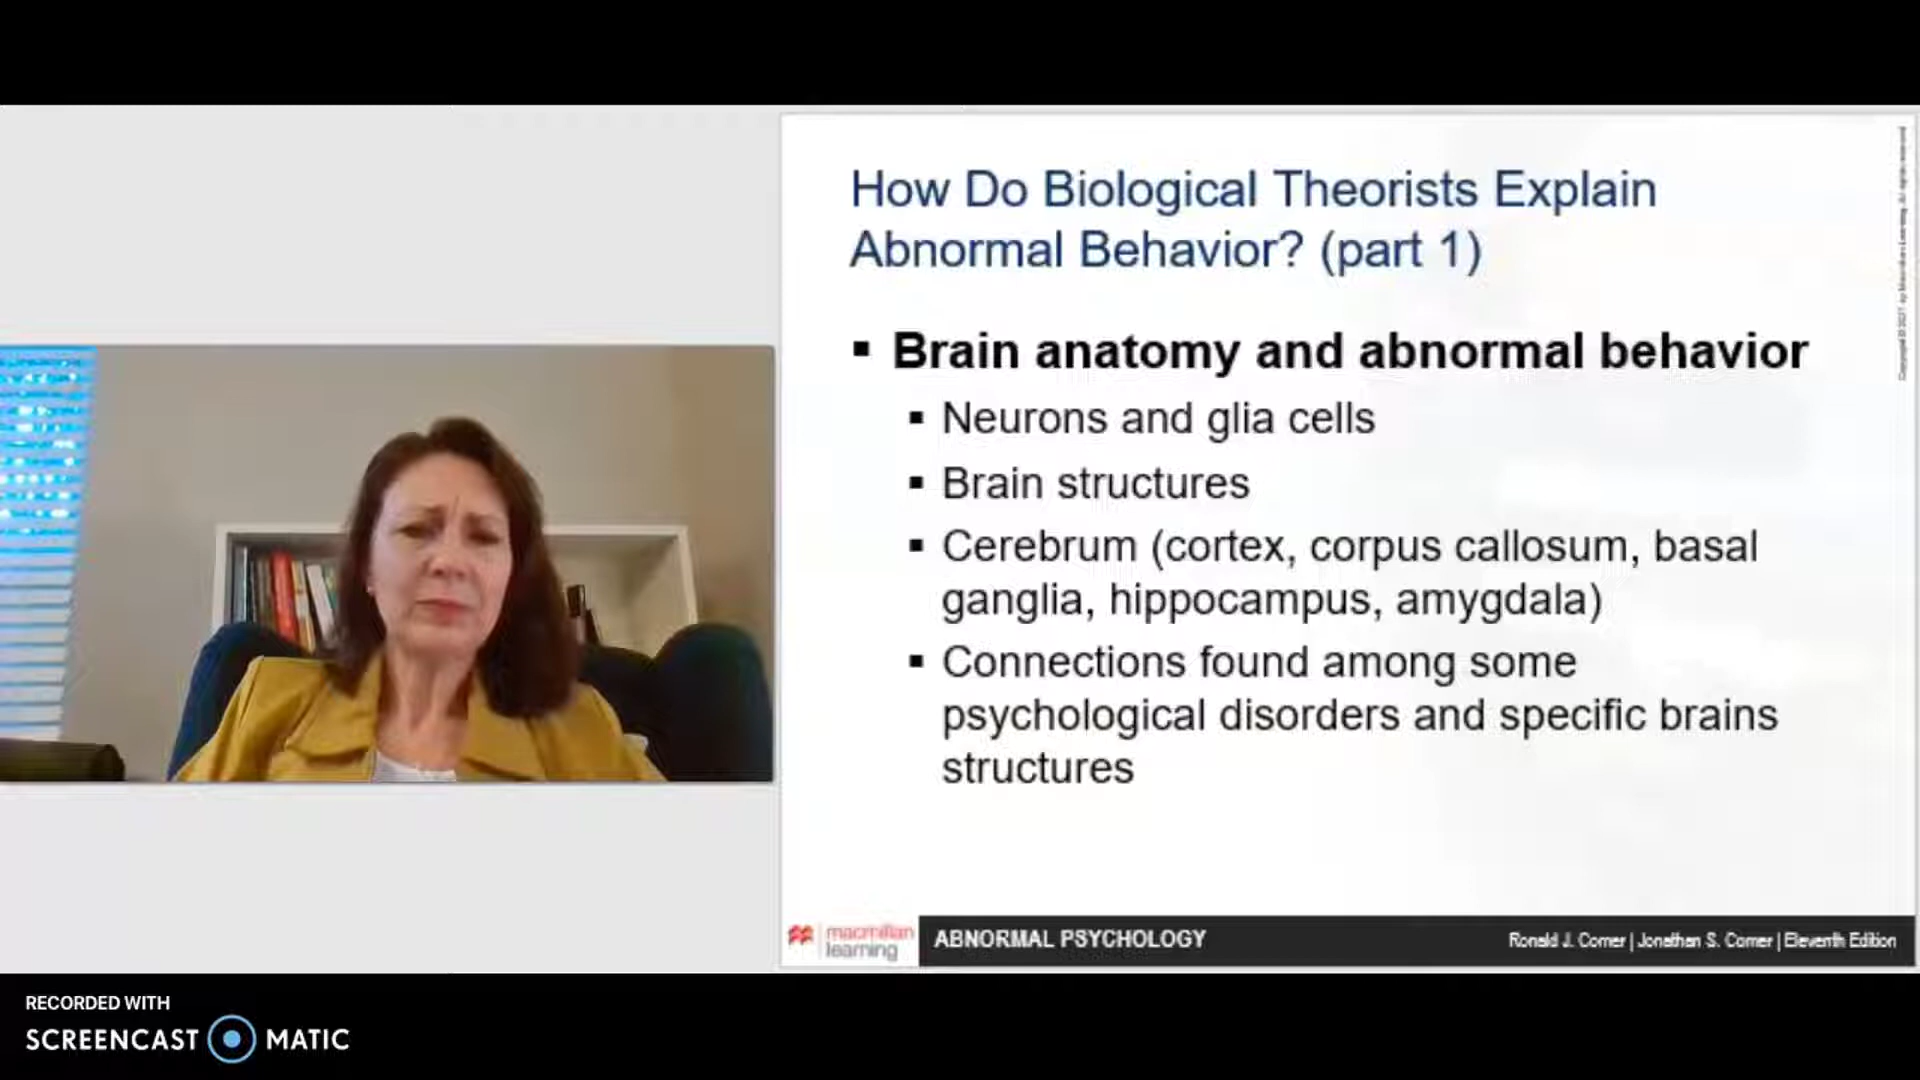 How Do Biological Theorists Explain
Abnormal Behavior? (part 1)
▪ Brain anatomy and abnormal behavior
▪ Neurons and glia cells
▪ Brain structures
▪ Cerebrum (cortex, corpus callosum, basal
ganglia, hippocampus, amygdala)
▪ Connections found among some
psychological disorders and specific brains
structures
macmillan
learning
ABNORMAL PSYCHOLOGY
Ronald J. Comer | Jonathan S. Comer | Eleventh Edition
RECORDED WITH
SCREENCAST MATIC